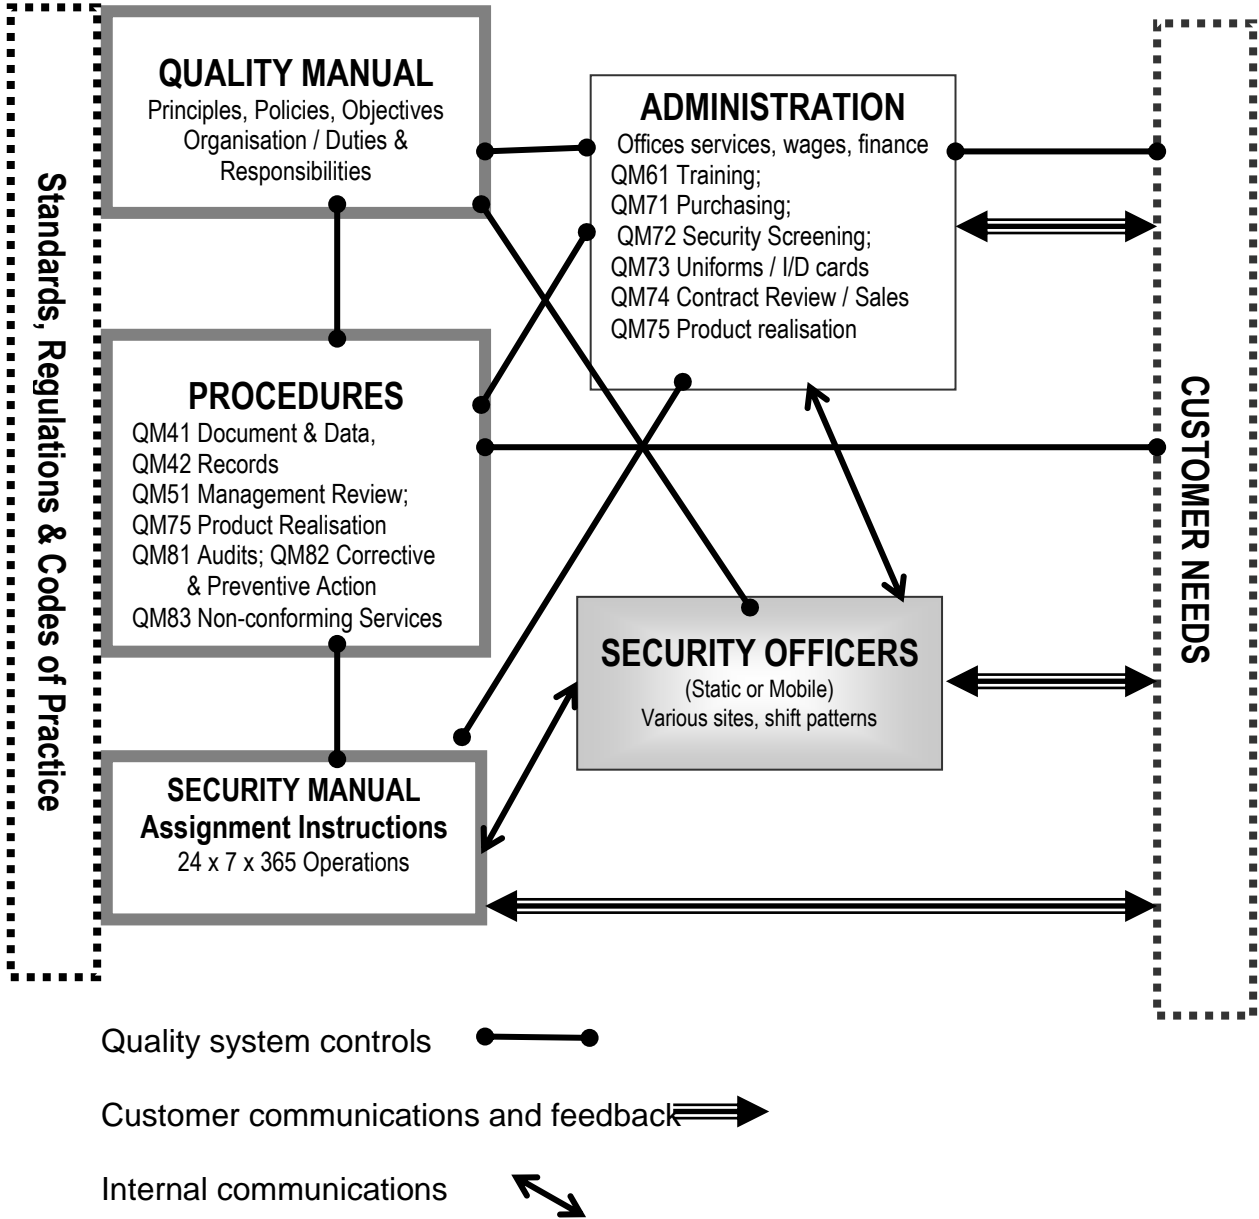 Standards, Regulations & Codes of Practice
QUALITY MANUAL
Principles, Policies, Objectives
Organisation / Duties &
Responsibilities
ADMINISTRATION
Offices services, wages, finance
QM61 Training;
QM71 Purchasing;
QM72 Security Screening;
QM73 Uniforms / I/D cards
QM74 Contract Review / Sales
QM75 Product realisation
PROCEDURES
QM41 Document & Data,
QM42 Records
QM51 Management Review;
QM75 Product Realisation
QM81 Audits; QM82 Corrective
& Preventive Action
QM83 Non-conforming Services
SECURITY OFFICERS
(Static or Mobile)
Various sites, shift patterns
SECURITY MANUAL
Assignment Instructions
24 x 7 x 365 Operations
CUSTOMER NEEDS
Quality system controls
Customer communications and feedback
Internal communications